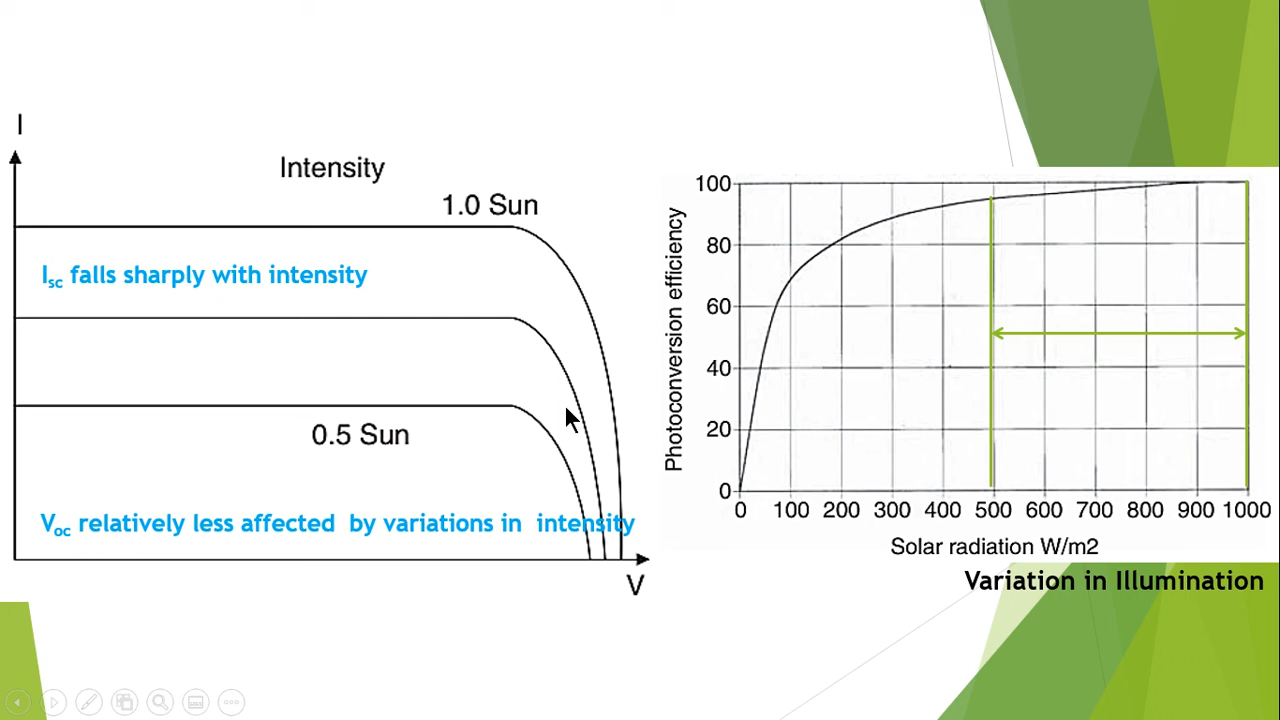 I
Intensity
1.0 Sun
Isc falls sharply with intensity
0.5 Sun
Voc relatively less affected by variations in intensity
V
Photoconversion efficiency
100
80
60
40
20
0
0 100 200 300 400 500 600 700 800 900 1000
Solar radiation W/m2
Variation in Illumination